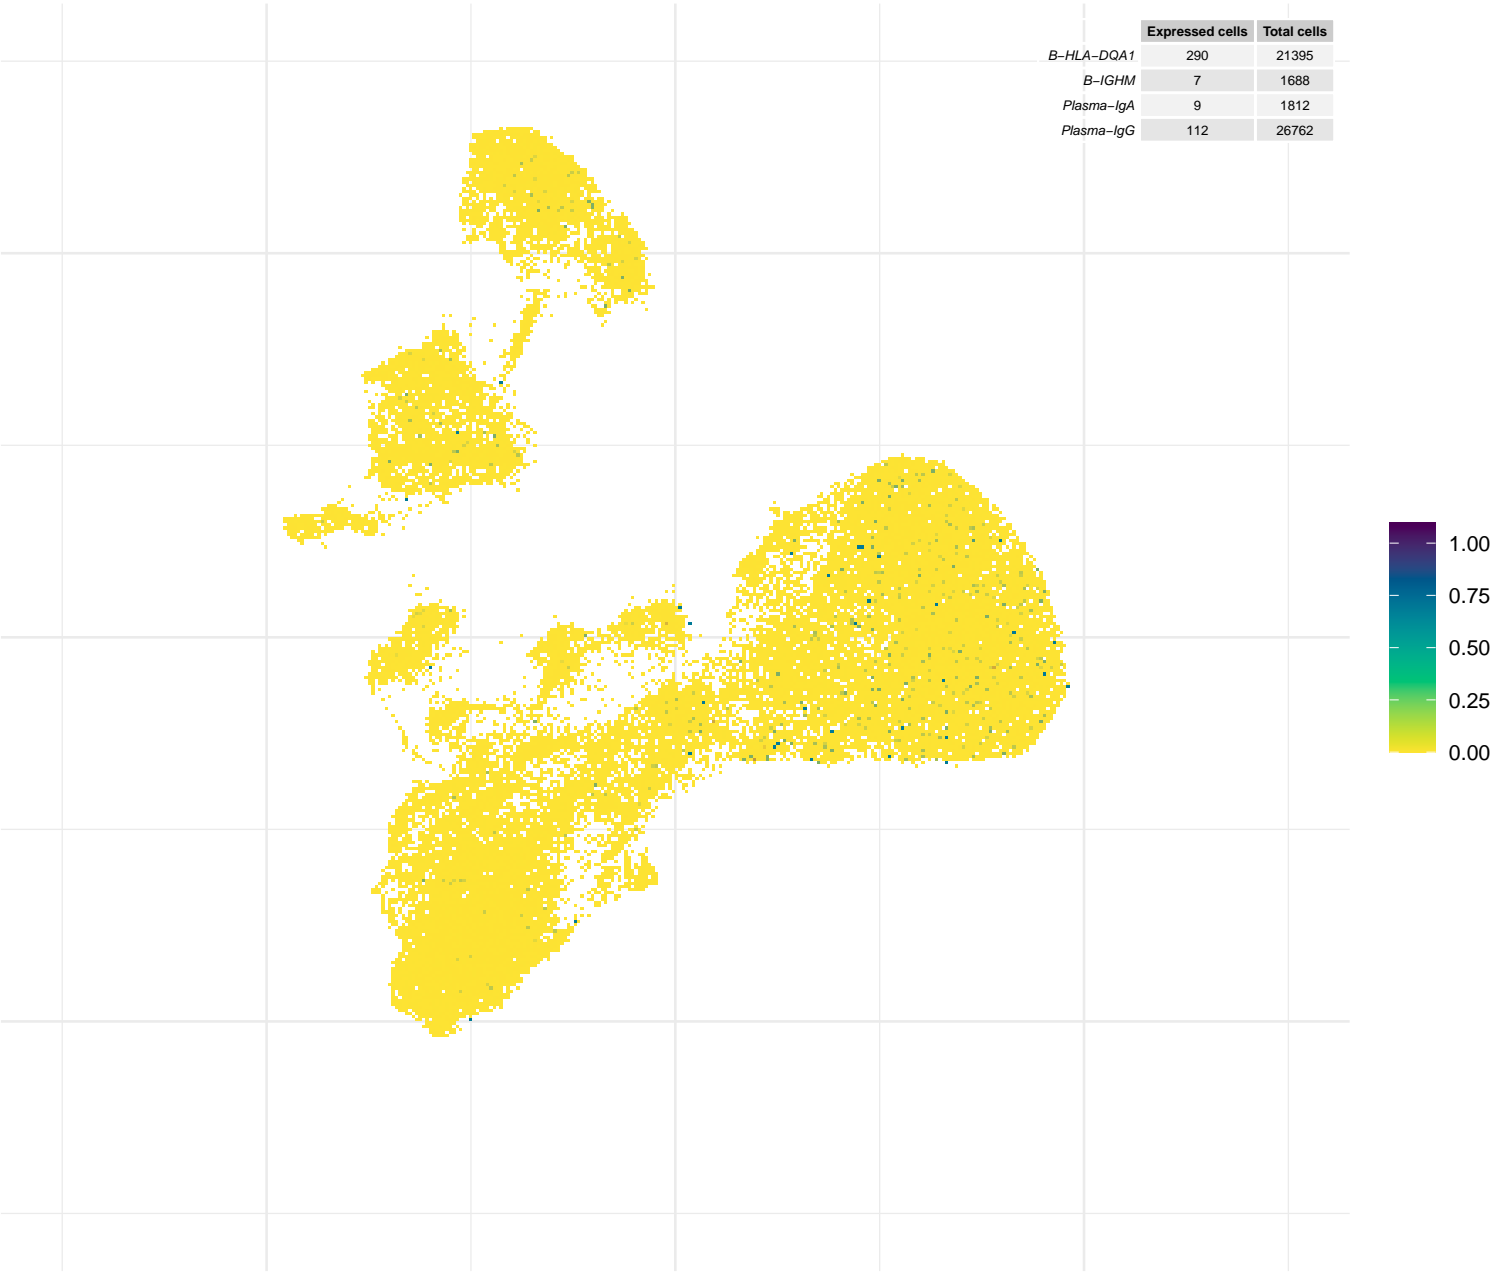 Expressed cells Total cells
B−HLA−DQA1 290 21395
B−IGHM 7 1688
Plasma−IgA 9 1812
Plasma−IgG 112 26762
1.00
0.75
0.50
0.25
0.00